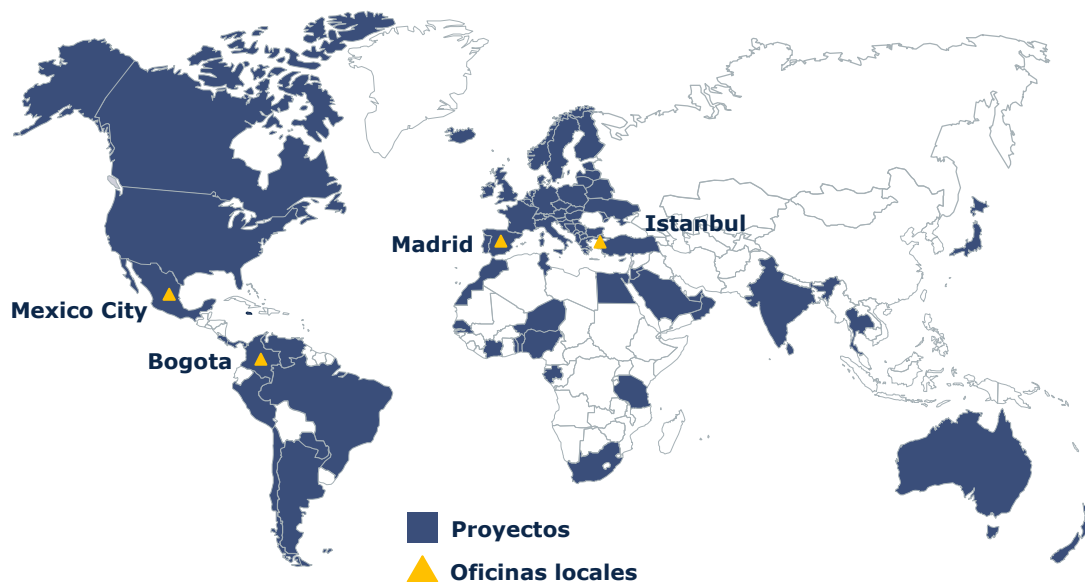 Istanbul
Madrid
Mexico City
Bogota
Proyectos
Oficinas locales